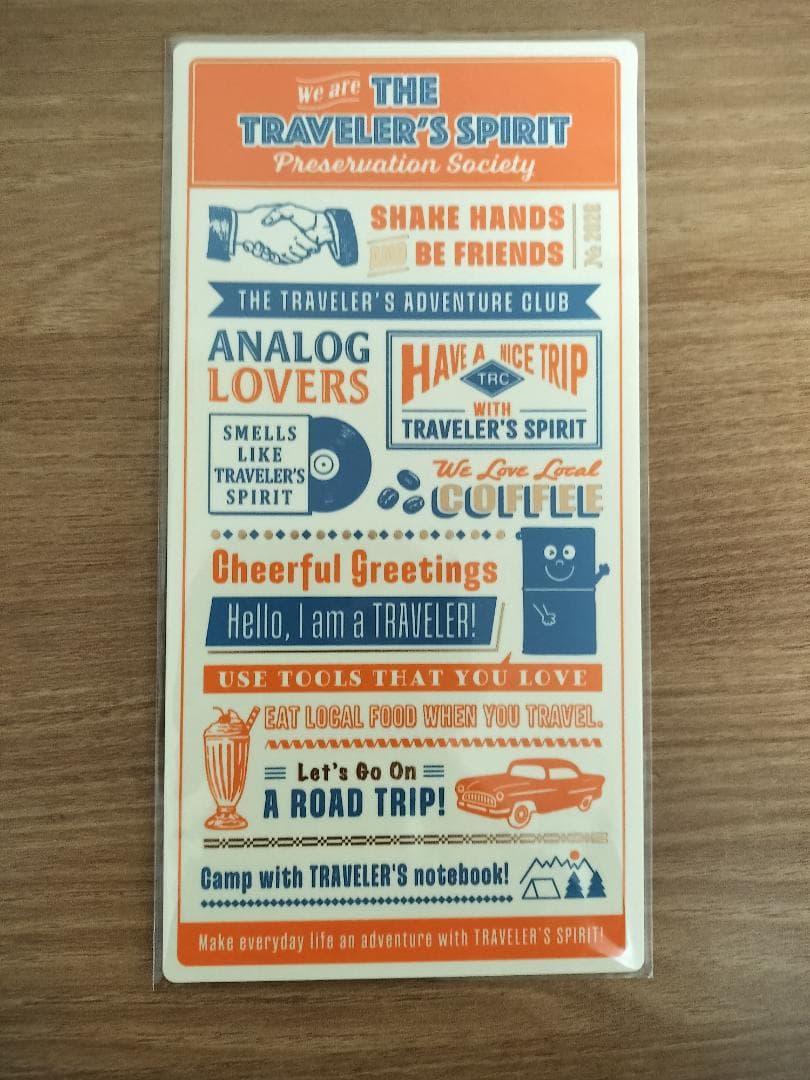 We are THE
TRAVELER'S SPIRIT
Preservation Society
SHAKE HANDS
AND BE FRIENDS
THE TRAVELER'S ADVENTURE CLUB
ANALOG
LOVERS
HAVE A NICE TRIP
TRC
WITH
TRAVELER'S SPIRIT
SMELLS
LIKE
TRAVELER'S
SPIRIT
We Love Local
COFFEE
Cheerful Greetings
Hello, I am a TRAVELER!
USE TOOLS THAT YOU LOVE
EAT LOCAL FOOD WHEN YOU TRAVEL.
Let's Go On
A ROAD TRIP!
Camp with TRAVELER'S notebook!
Make everyday life an adventure with TRAVELER'S SPIRIT!